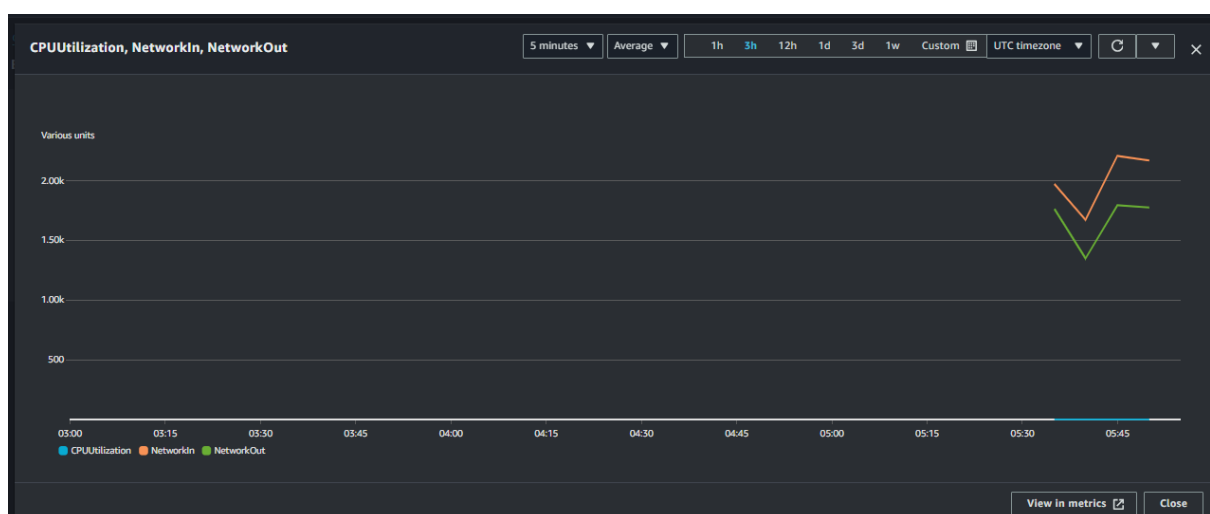 CPUUtilization, NetworkIn, NetworkOut
5 minutes ▼ Average ▼ 1h 3h 12h 1d 3d 1w Custom UTC timezone ▼
Various units
2.00k
1.50k
1.00k
500
03:00 03:15 03:30 03:45 04:00 04:15 04:30 04:45 05:00 05:15 05:30 05:45
CPUUtilization NetworkIn NetworkOut
View in metrics Close